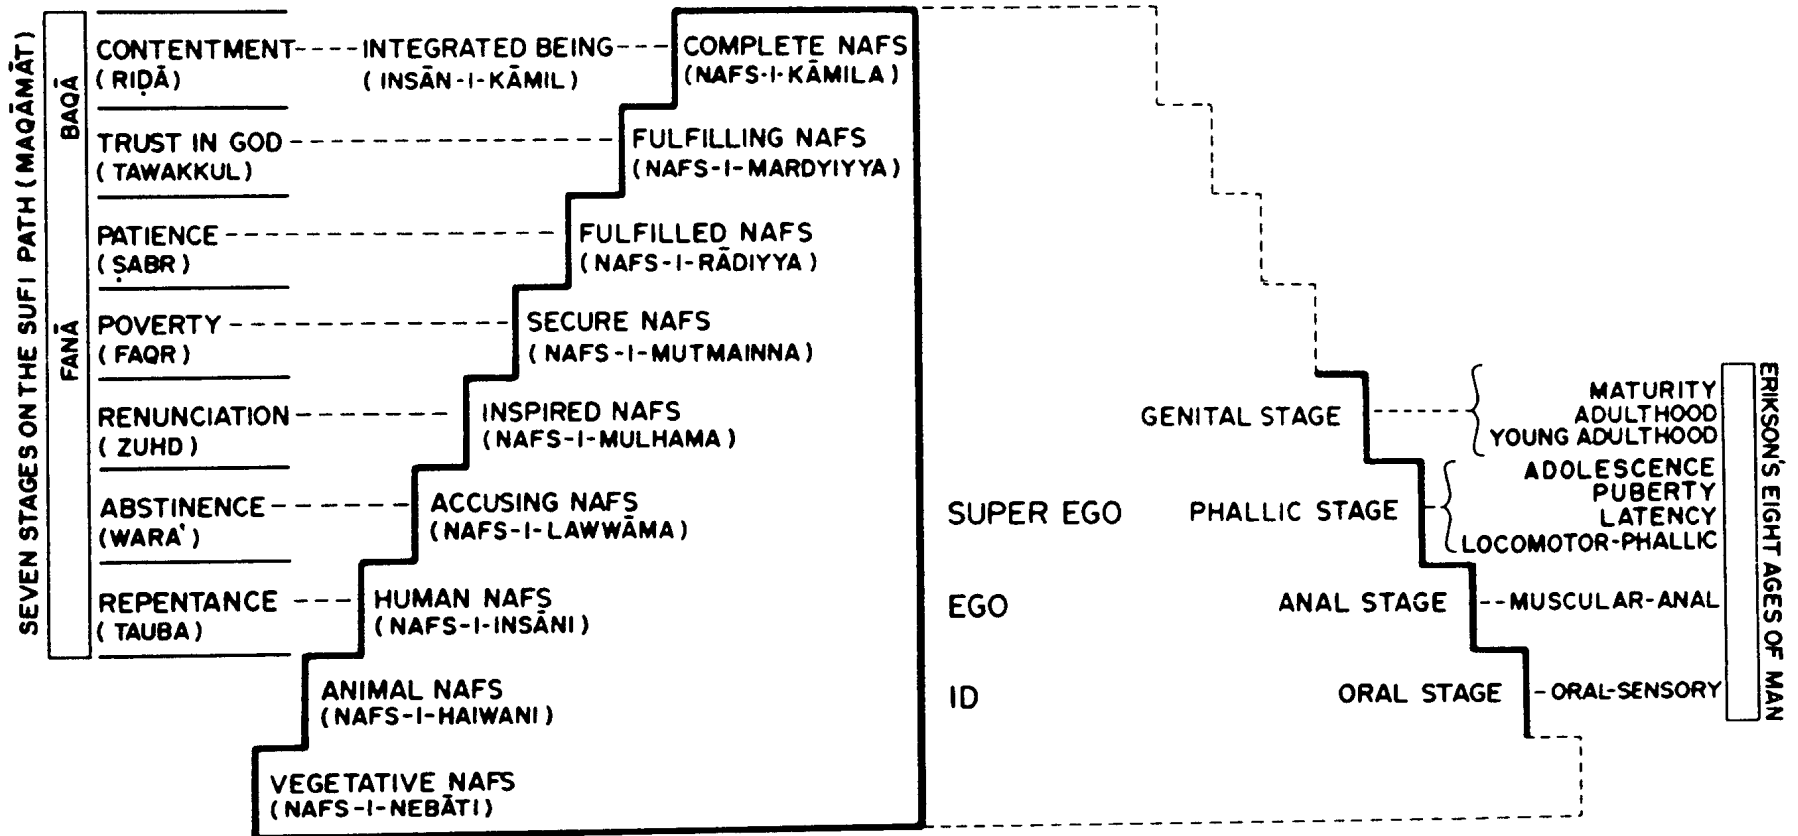 SEVEN STAGES ON THE SUFI PATH (MAQĀMĀT)
BAQĀ
FANĀ
CONTENTMENT
(RIḌĀ)
INTEGRATED BEING
(INSĀN-I-KĀMIL)
COMPLETE NAFS
(NAFS-I-KĀMILA)
TRUST IN GOD
(TAWAKKUL)
FULFILLING NAFS
(NAFS-I-MARDYIYYA)
PATIENCE
(ṢABR)
FULFILLED NAFS
(NAFS-I-RĀDIYYA)
POVERTY
(FAQR)
SECURE NAFS
(NAFS-I-MUTMAINNA)
RENUNCIATION
(ZUHD)
INSPIRED NAFS
(NAFS-I-MULHAMA)
ABSTINENCE
(WARA')
ACCUSING NAFS
(NAFS-I-LAWWĀMA)
REPENTANCE
(TAUBA)
HUMAN NAFS
(NAFS-I-INSĀNI)
ANIMAL NAFS
(NAFS-I-HAIWANI)
VEGETATIVE NAFS
(NAFS-I-NEBĀTI)
SUPER EGO
EGO
ID
GENITAL STAGE
PHALLIC STAGE
ANAL STAGE
ORAL STAGE
MATURITY
ADULTHOOD
YOUNG ADULTHOOD
ADOLESCENCE
PUBERTY
LATENCY
LOCOMOTOR-PHALLIC
MUSCULAR-ANAL
ORAL-SENSORY
ERIKSON'S EIGHT AGES OF MAN